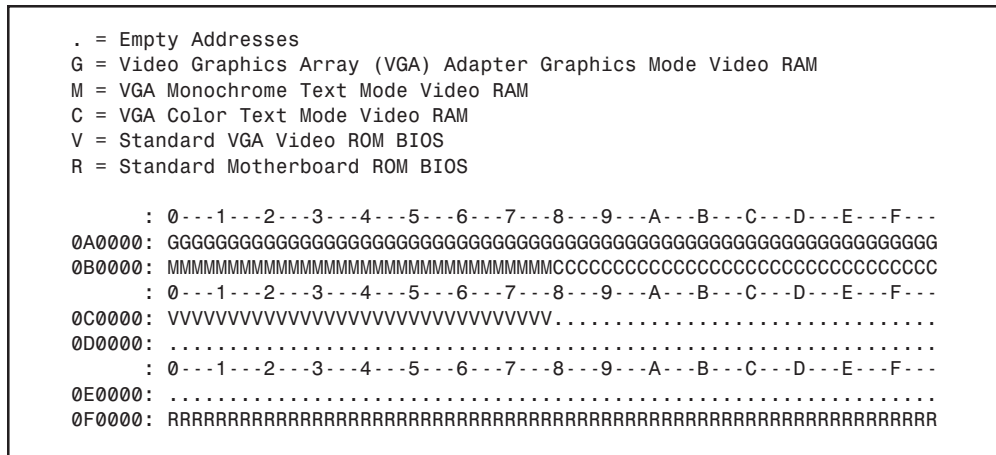 . = Empty Addresses
G = Video Graphics Array (VGA) Adapter Graphics Mode Video RAM
M = VGA Monochrome Text Mode Video RAM
C = VGA Color Text Mode Video RAM
V = Standard VGA Video ROM BIOS
R = Standard Motherboard ROM BIOS
: 0---1---2---3---4---5---6---7---8---9---A---B---C---D---E---F---
0A0000: GGGGGGGGGGGGGGGGGGGGGGGGGGGGGGGGGGGGGGGGGGGGGGGGGGGGGGGGGGGGGGGG
0B0000: MMMMMMMMMMMMMMMMMMMMMMMMMMMMMMMMCCCCCCCCCCCCCCCCCCCCCCCCCCCCCCCC
: 0---1---2---3---4---5---6---7---8---9---A---B---C---D---E---F---
0C0000: VVVVVVVVVVVVVVVVVVVVVVVVVVVVVVVV................................
0D0000: ................................................................
: 0---1---2---3---4---5---6---7---8---9---A---B---C---D---E---F---
0E0000: ................................................................
0F0000: RRRRRRRRRRRRRRRRRRRRRRRRRRRRRRRRRRRRRRRRRRRRRRRRRRRRRRRRRRRRRRRR